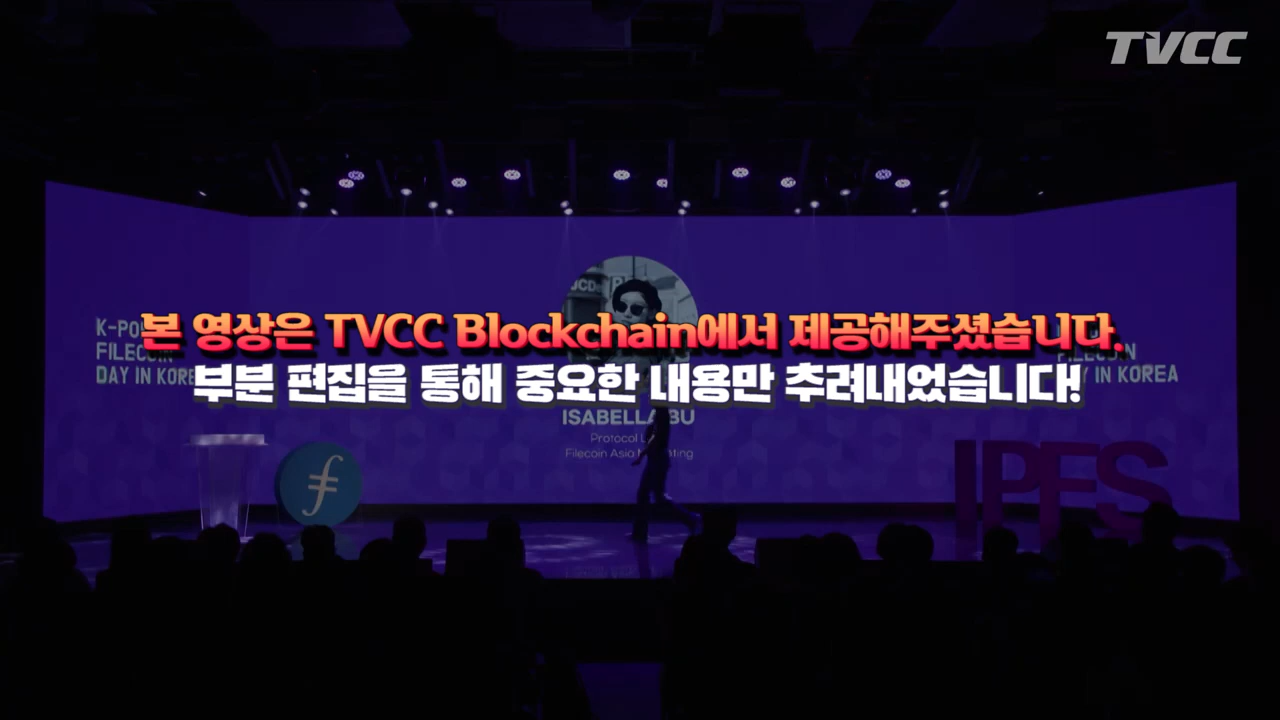 TVCC
본 영상은 TVCC Blockchain에서 제공해주셨습니다.
부분 편집을 통해 중요한 내용만 추려내었습니다!
K-PO
FILECOIN
DAY IN KORE
FILECOIN
Y IN KOREA
ISABELLA BU
Protocol L
Filecoin Asia M
ting
IPFS